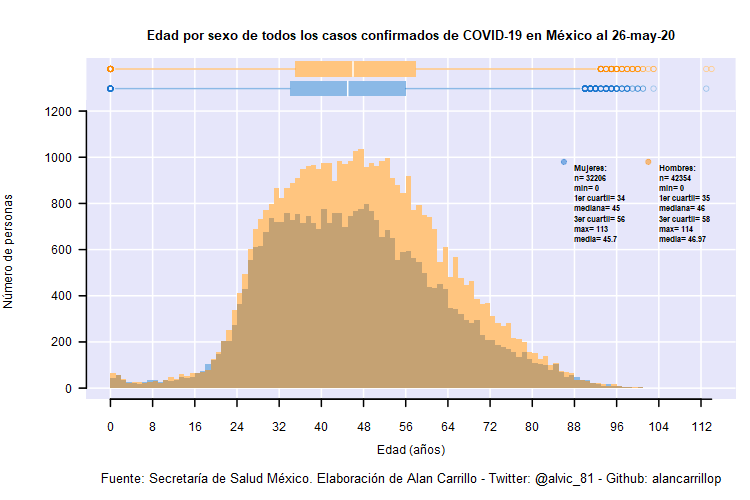 Edad por sexo de todos los casos confirmados de COVID-19 en México al 26-may-20
1200
1000
800
600
400
200
0
Número de personas
Mujeres:
n= 32206
min= 0
1er cuartil= 34
mediana= 45
3er cuartil= 56
max= 113
media= 45.7
Hombres:
n= 42354
min= 0
1er cuartil= 35
mediana= 46
3er cuartil= 58
max= 114
media= 46.97
0 8 16 24 32 40 48 56 64 72 80 88 96 104 112
Edad (años)
Fuente: Secretaría de Salud México. Elaboración de Alan Carrillo - Twitter: @alvic_81 - Github: alancarrillop